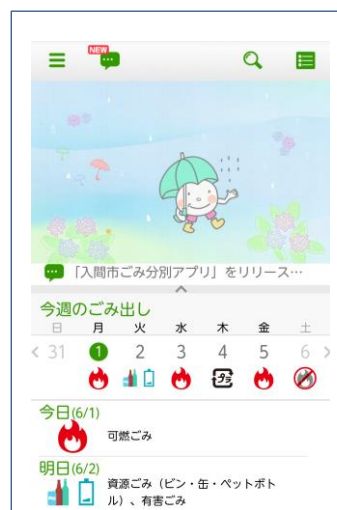 NEW
「入間市ごみ分別アプリ」をリリース…
今週のごみ出し
日 月 火 水 木 金 土
< 31 1 2 3 4 5 6 >
プラ
今日(6/1)
可燃ごみ
明日(6/2)
資源ごみ（ビン・缶・ペットボト
ル）、有害ごみ